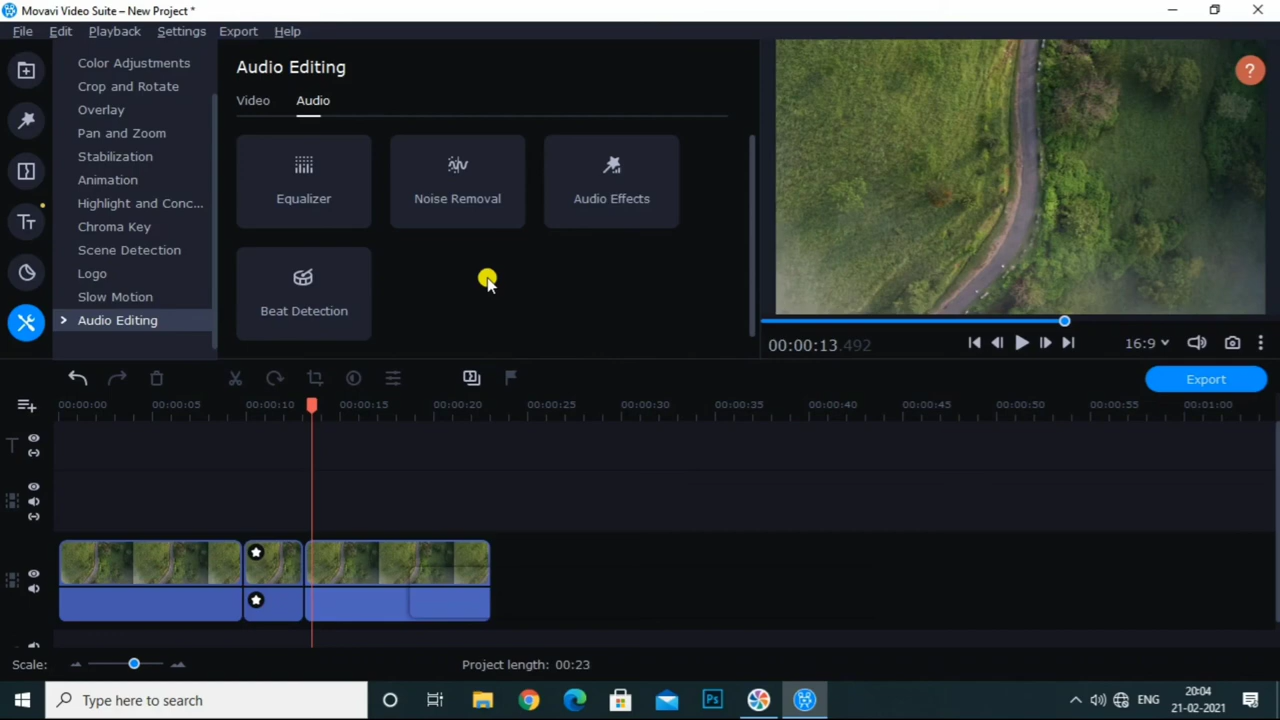 Movavi Video Suite – New Project *
File Edit Playback Settings Export Help
Color Adjustments
Crop and Rotate
Overlay
Pan and Zoom
Stabilization
Animation
Highlight and Conc...
Chroma Key
Scene Detection
Logo
Slow Motion
> Audio Editing
Audio Editing
Video Audio
Equalizer
Noise Removal
Audio Effects
Beat Detection
?
00:00:13.492
16:9
Export
00:00:00 00:00:05 00:00:10 00:00:15 00:00:20 00:00:25 00:00:30 00:00:35 00:00:40 00:00:45 00:00:50 00:00:55 00:01:00
Scale:
Project length: 00:23
Type here to search
Ps
ENG
20:04
21-02-2021